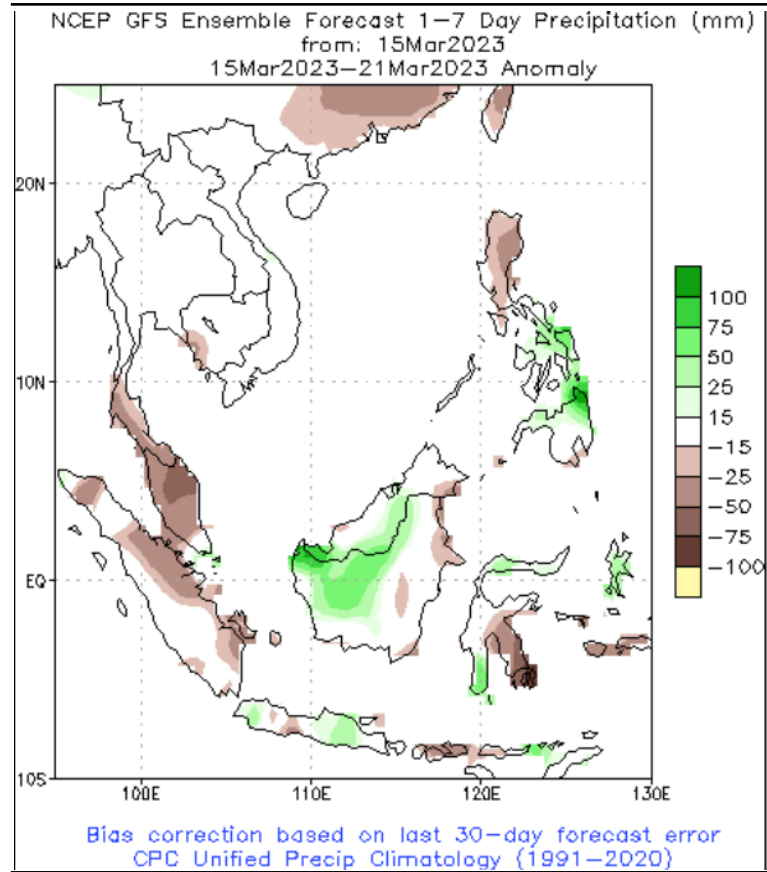 NCEP GFS Ensemble Forecast 1-7 Day Precipitation (mm)
from: 15Mar2023
15Mar2023-21Mar2023 Anomaly
20N
10N
EQ
10S
100E
110E
120E
130E
100
75
50
25
15
-15
-25
-50
-75
-100
Bias correction based on last 30-day forecast error
CPC Unified Precip Climatology (1991-2020)